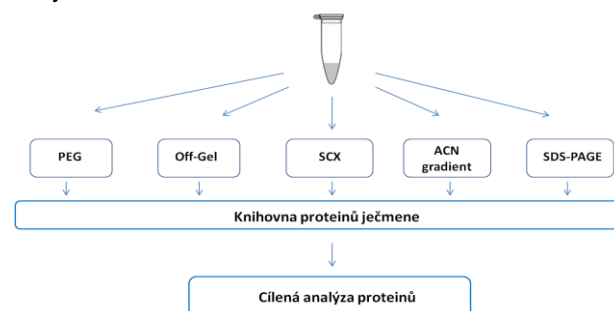 PEG
Off-Gel
SCX
ACN
gradient
SDS-PAGE
Knihovna proteinů ječmene
Cílená analýza proteinů